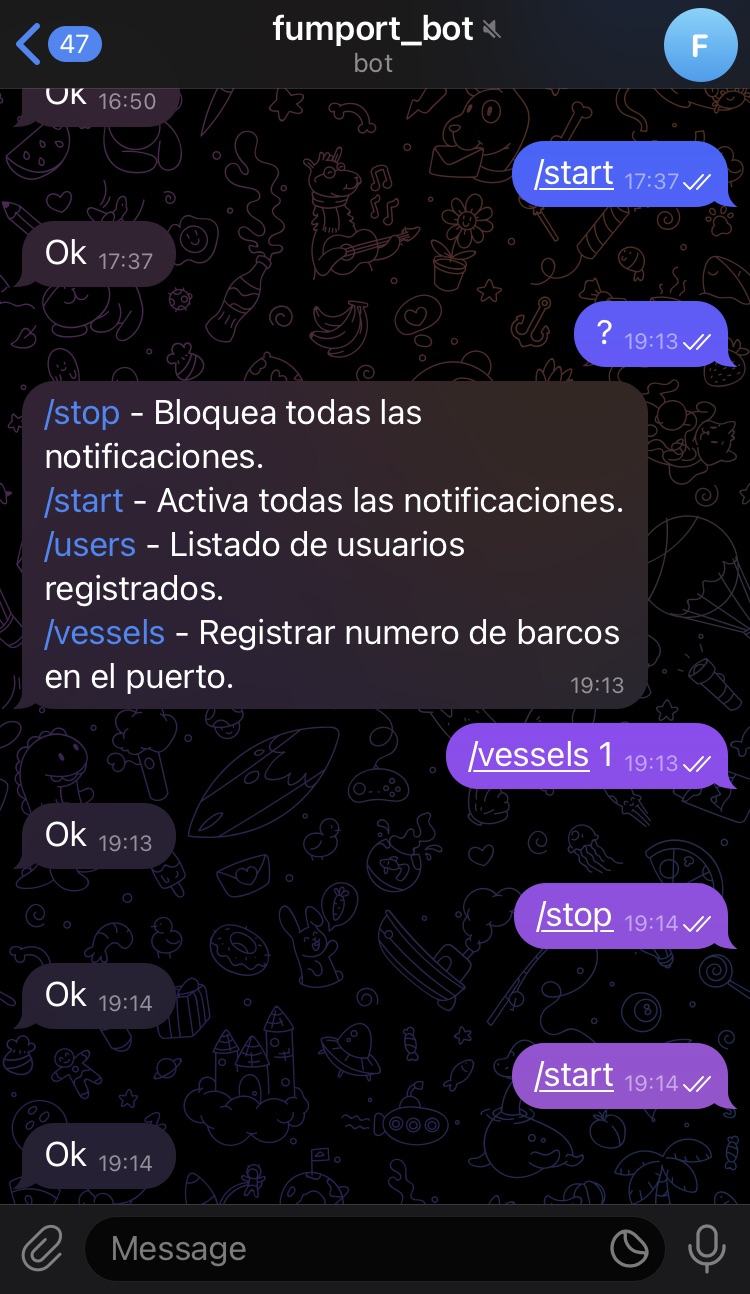 47
fumport_bot
bot
F
Ok 16:50
/start 17:37
Ok 17:37
? 19:13
/stop - Bloquea todas las
notificaciones.
/start - Activa todas las notificaciones.
/users - Listado de usuarios
registrados.
/vessels - Registrar numero de barcos
en el puerto. 19:13
/vessels 1 19:13
Ok 19:13
/stop 19:14
Ok 19:14
/start 19:14
Ok 19:14
Message